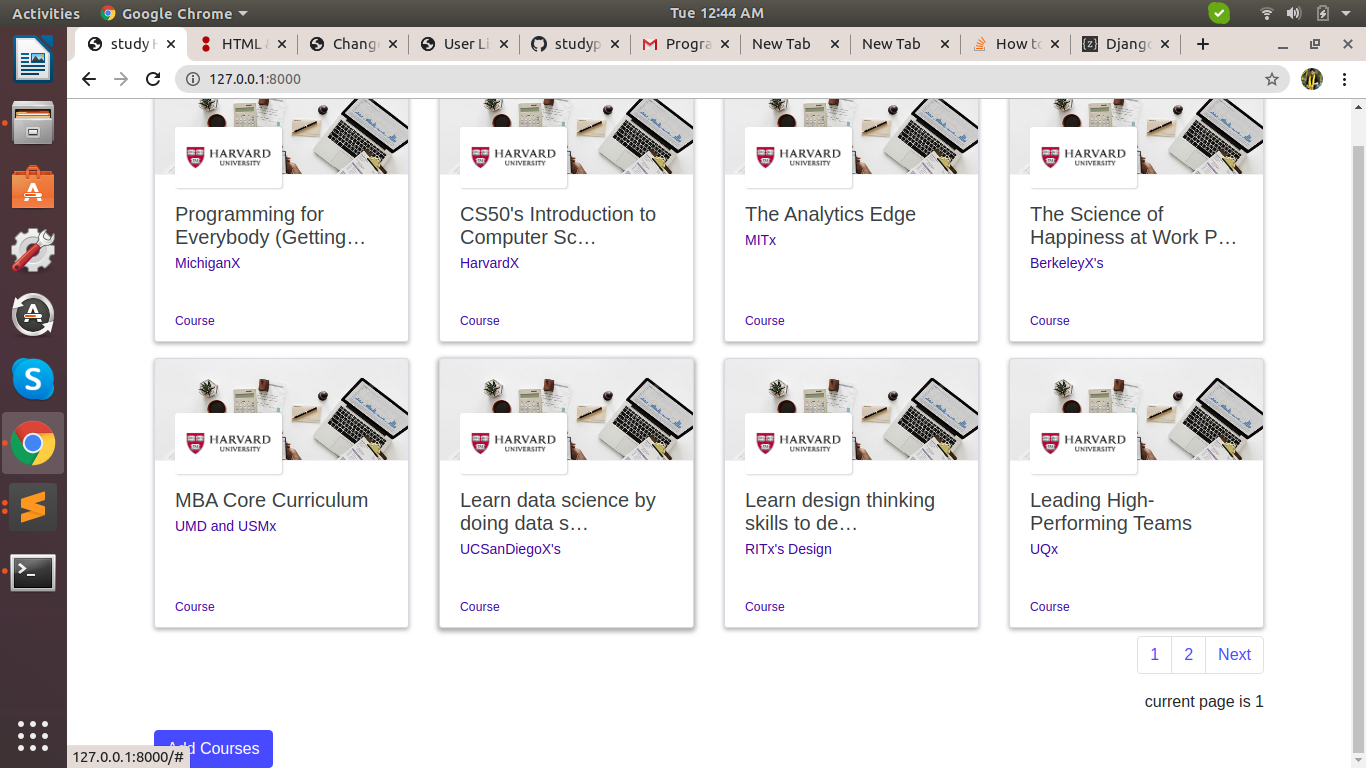 Activities Google Chrome Tue 12:44 AM
study HTML Change User Li studyp Progra New Tab New Tab How to Django
127.0.0.1:8000
HARVARD HARVARD HARVARD HARVARD
UNIVERSITY UNIVERSITY UNIVERSITY UNIVERSITY
Programming for CS50's Introduction to The Analytics Edge The Science of
Everybody (Getting… Computer Sc… MITx Happiness at Work P…
MichiganX HarvardX BerkeleyX's
Course Course Course Course
HARVARD HARVARD HARVARD HARVARD
UNIVERSITY UNIVERSITY UNIVERSITY UNIVERSITY
MBA Core Curriculum Learn data science by Learn design thinking Leading High-
UMD and USMx doing data s… skills to de… Performing Teams
UCSanDiegoX's RITx's Design UQx
Course Course Course Course
1 2 Next
current page is 1
Add Courses
127.0.0.1:8000/#